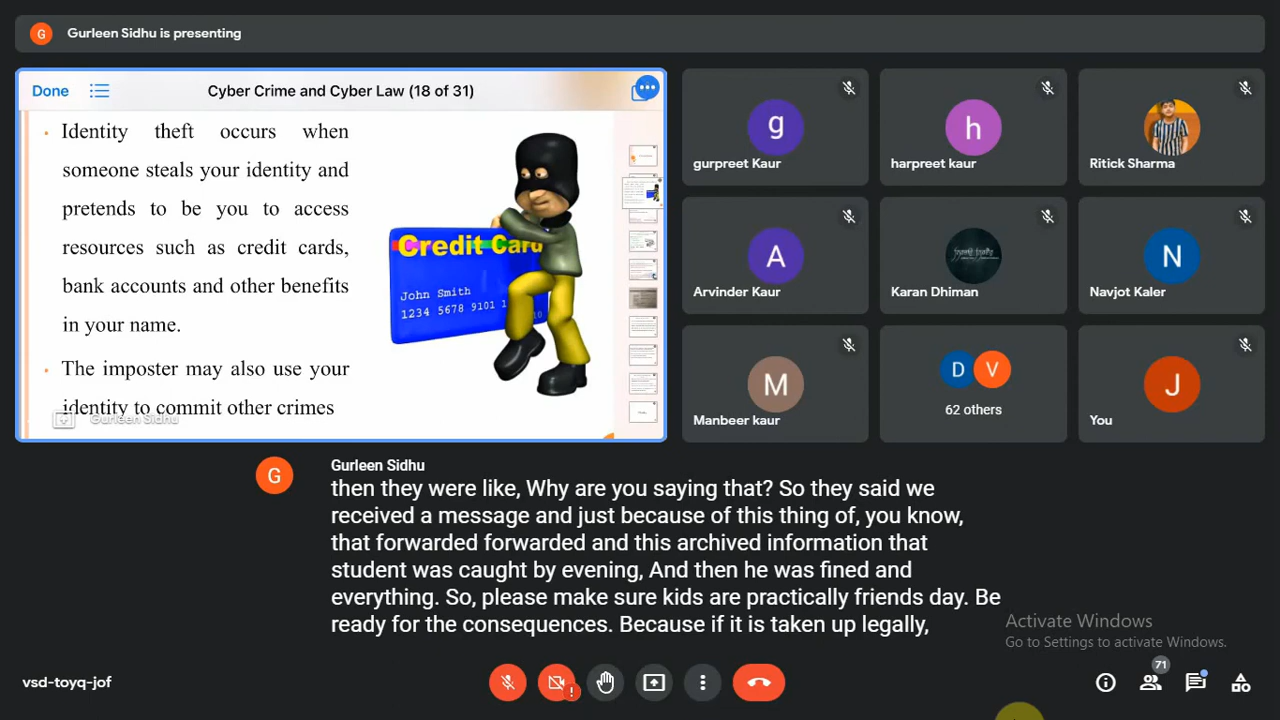 G
Gurleen Sidhu is presenting
Done
Cyber Crime and Cyber Law (18 of 31)
• Identity theft occurs when
someone steals your identity and
pretends to be you to access
resources such as credit cards,
bank accounts and other benefits
in your name.
• The imposter may also use your
identity to commit other crimes
Gurleen Sidhu
Credit Card
John Smith
1234 5678 9101 1
10
g
gurpreet Kaur
h
harpreet kaur
Ritick Sharma
A
Arvinder Kaur
Karan Dhiman
N
Navjot Kaler
M
Manbeer kaur
D V
62 others
J
You
G
Gurleen Sidhu
then they were like, Why are you saying that? So they said we
received a message and just because of this thing of, you know,
that forwarded forwarded and this archived information that
student was caught by evening, And then he was fined and
everything. So, please make sure kids are practically friends day. Be
ready for the consequences. Because if it is taken up legally,
Activate Windows
Go to Settings to activate Windows.
vsd-toyq-jof
!
71